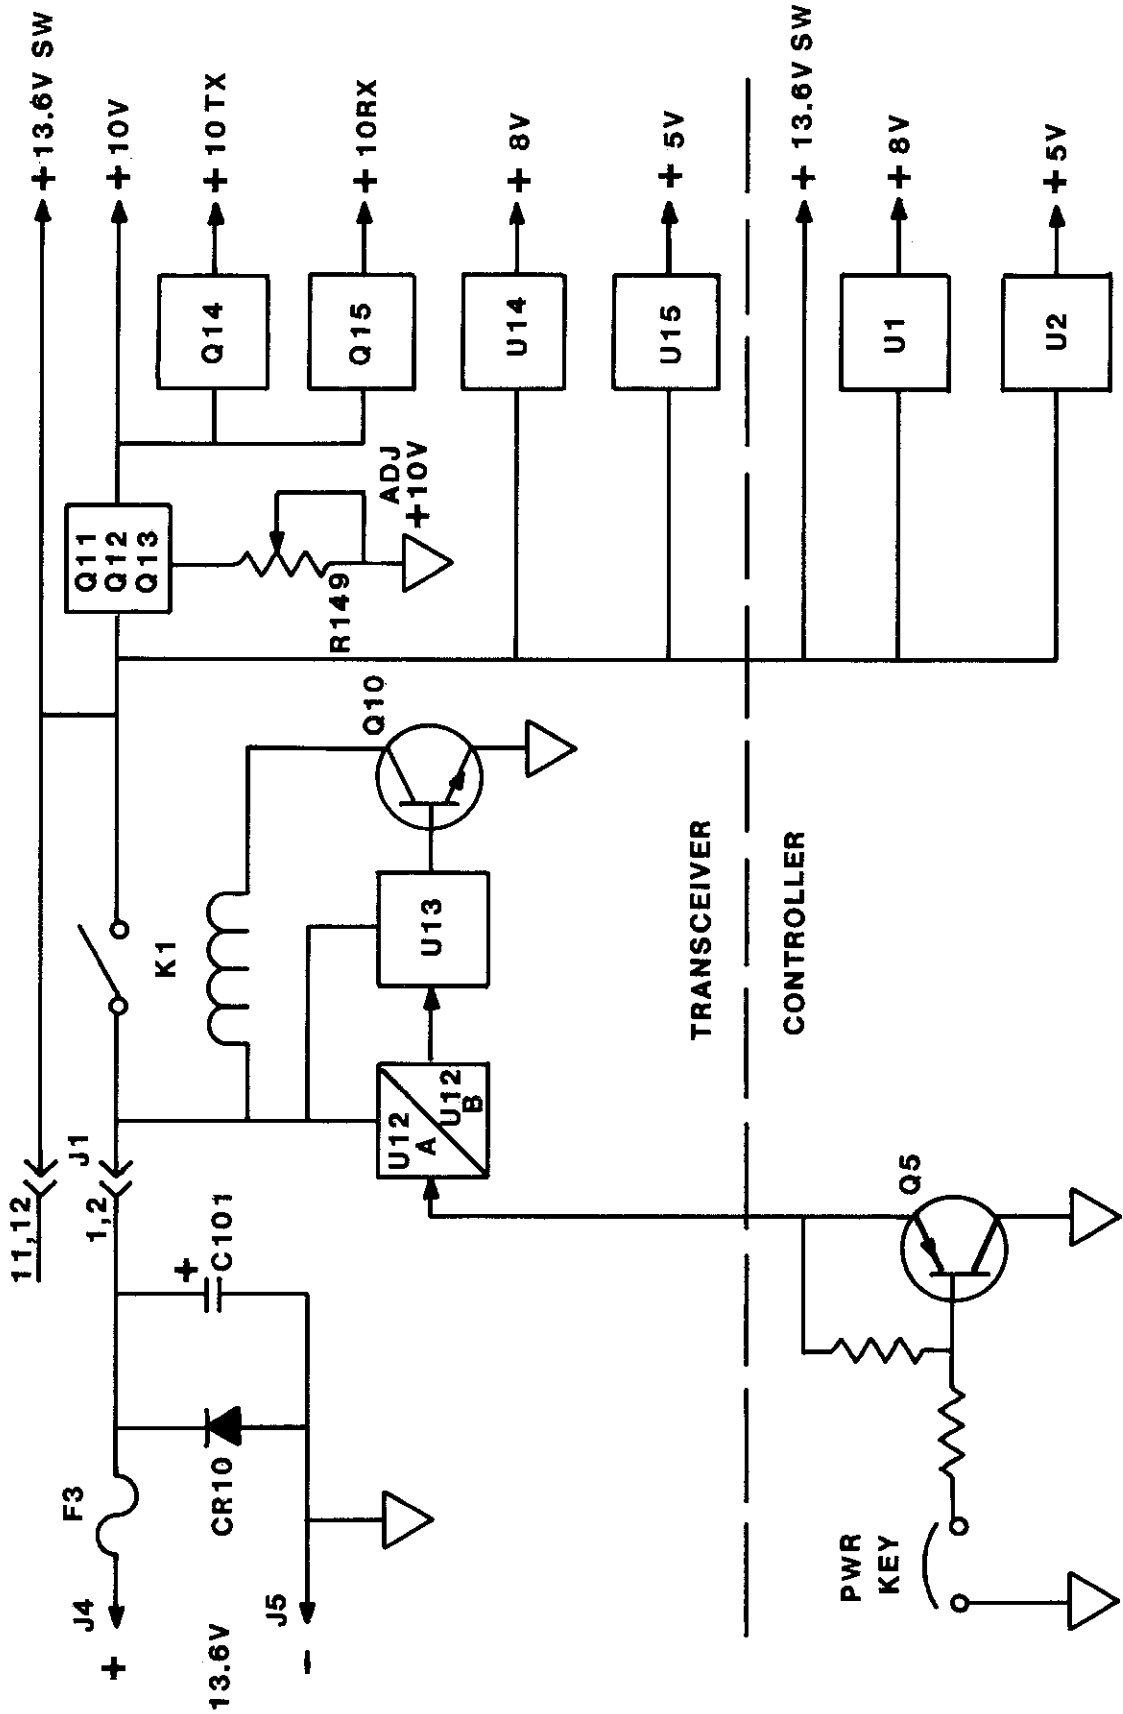 11,12
+13.6V SW
J4
+
F3
1,2
J1
K1
Q11
Q12
Q13
+10V
13.6V
CR10
+
C101
J5
-
U12
A
U12
B
U13
Q10
R149
ADJ
+10V
Q14
+10TX
Q15
+10RX
U14
+8V
U15
+5V
TRANSCEIVER
CONTROLLER
+13.6V SW
PWR
KEY
Q5
U1
+8V
U2
+5V